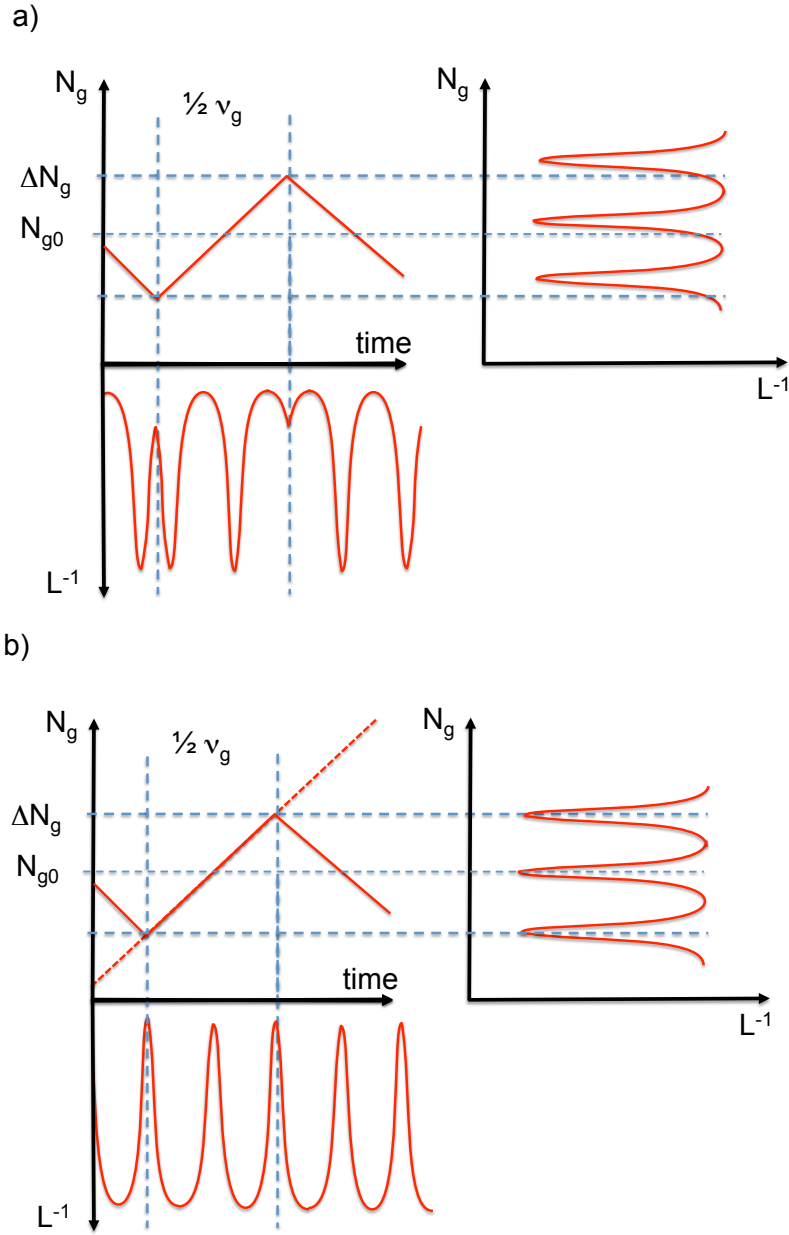 a)
N_g
½ ν_g
N_g
ΔN_g
N_g0
time
L⁻¹
L⁻¹
b)
N_g
½ ν_g
N_g
ΔN_g
N_g0
time
L⁻¹
L⁻¹